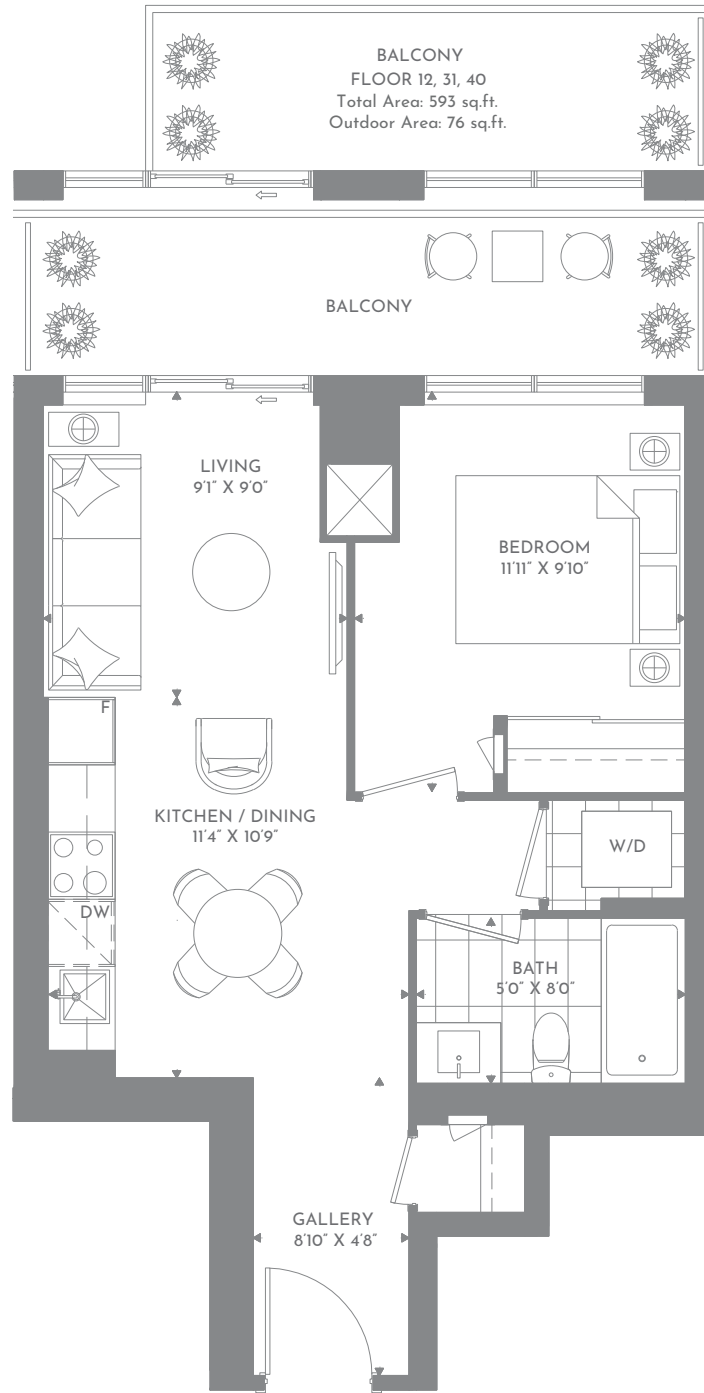 BALCONY
FLOOR 12, 31, 40
Total Area: 593 sq.ft.
Outdoor Area: 76 sq.ft.
BALCONY
LIVING
9'1" X 9'0"
BEDROOM
11'11" X 9'10"
F
KITCHEN / DINING
11'4" X 10'9"
W/D
DW
BATH
5'0" X 8'0"
GALLERY
8'10" X 4'8"